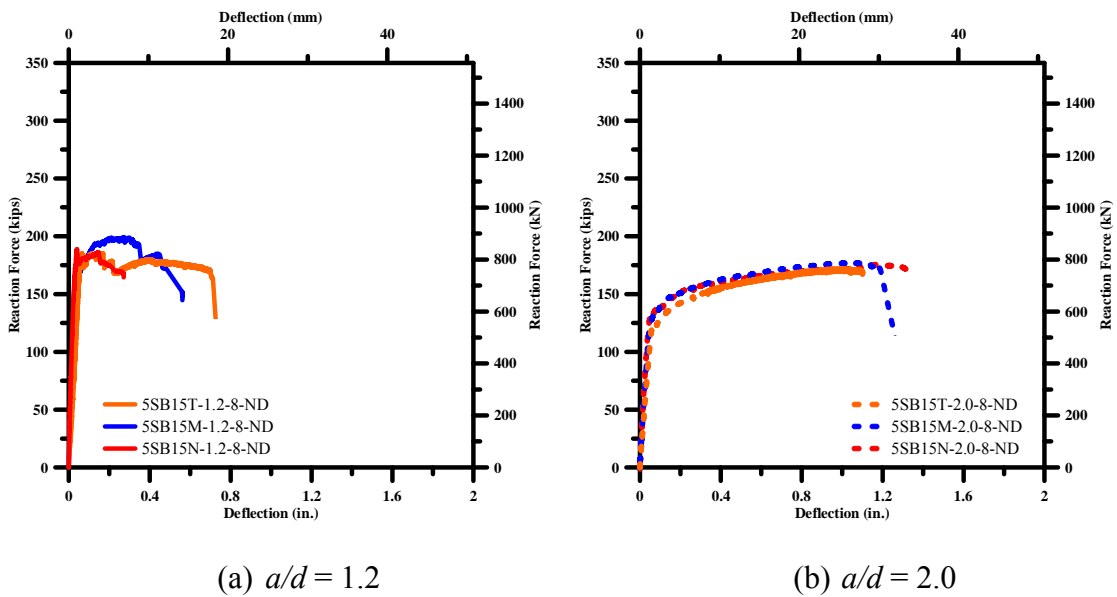 Deflection (mm)
0 20 40
350
300
250
200
150
100
50
0
Reaction Force (kips)
1400
1200
1000
800
600
400
200
0
Reaction Force (kN)
5SB15T-1.2-8-ND
5SB15M-1.2-8-ND
5SB15N-1.2-8-ND
0 0.4 0.8 1.2 1.6 2
Deflection (in.)
(a) a/d = 1.2
Deflection (mm)
0 20 40
350
300
250
200
150
100
50
0
Reaction Force (kips)
1400
1200
1000
800
600
400
200
0
Reaction Force (kN)
5SB15T-2.0-8-ND
5SB15M-2.0-8-ND
5SB15N-2.0-8-ND
0 0.4 0.8 1.2 1.6 2
Deflection (in.)
(b) a/d = 2.0